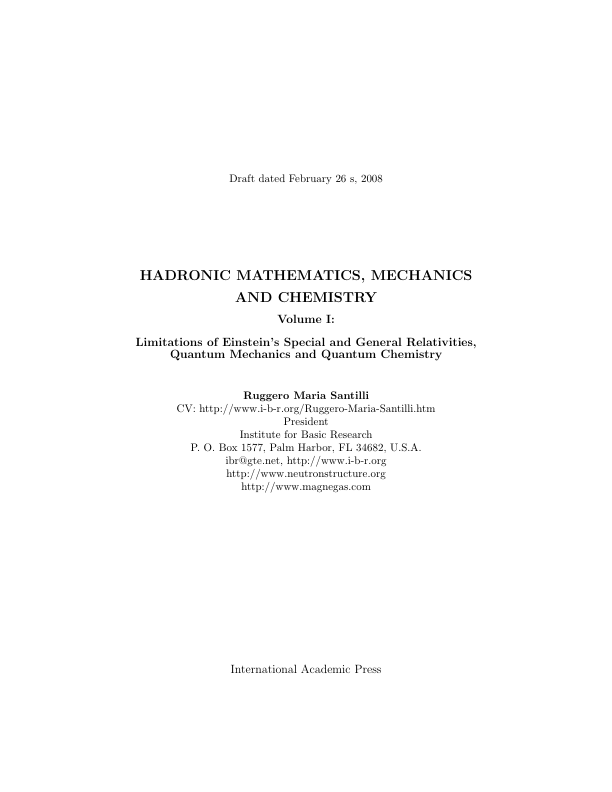 Draft dated February 26 s, 2008
HADRONIC MATHEMATICS, MECHANICS
AND CHEMISTRY
Volume I:
Limitations of Einstein's Special and General Relativities,
Quantum Mechanics and Quantum Chemistry
Ruggero Maria Santilli
CV: http://www.i-b-r.org/Ruggero-Maria-Santilli.htm
President
Institute for Basic Research
P. O. Box 1577, Palm Harbor, FL 34682, U.S.A.
ibr@gte.net, http://www.i-b-r.org
http://www.neutronstructure.org
http://www.magnegas.com
International Academic Press